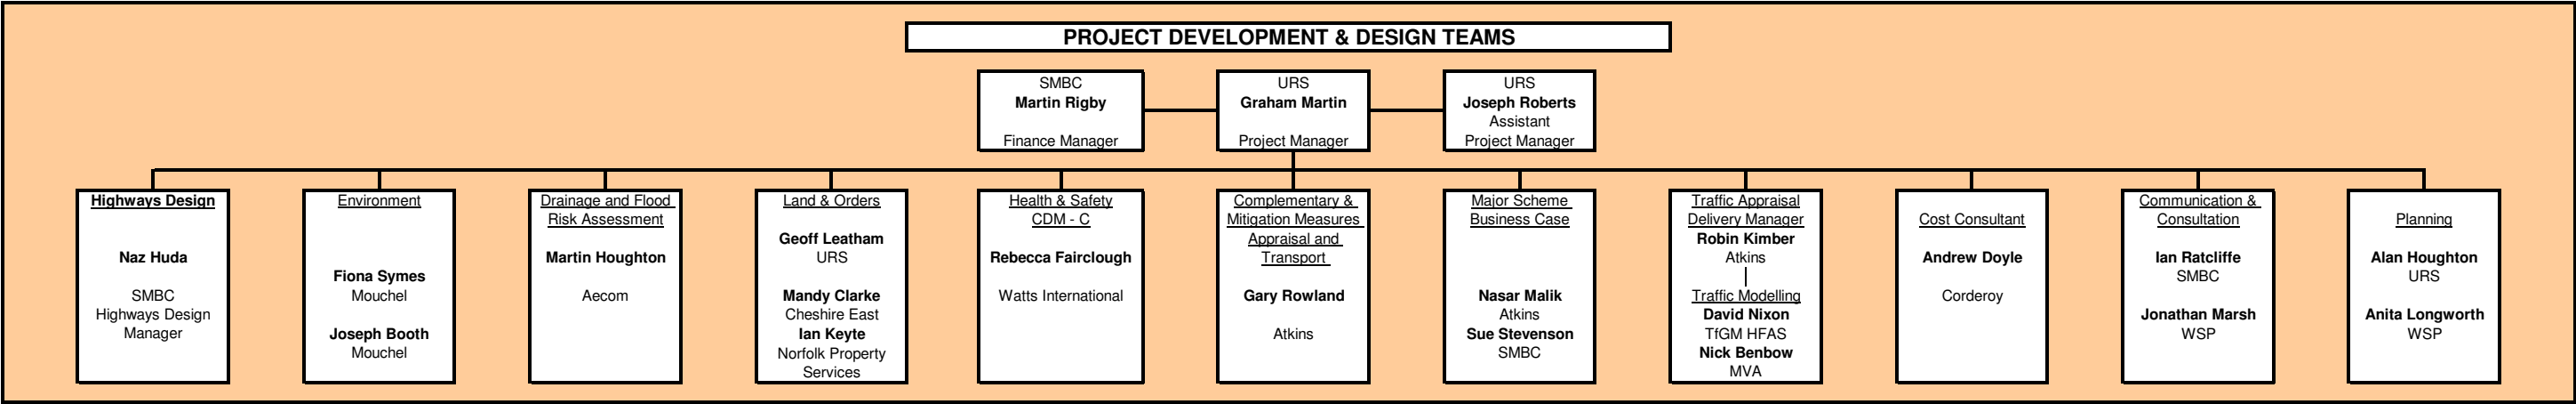 PROJECT DEVELOPMENT & DESIGN TEAMS
SMBC
Martin Rigby
Finance Manager
URS
Graham Martin
Project Manager
URS
Joseph Roberts
Assistant
Project Manager
Highways Design
Naz Huda
SMBC
Highways Design
Manager
Environment
Fiona Symes
Mouchel
Joseph Booth
Mouchel
Drainage and Flood
Risk Assessment
Martin Houghton
Aecom
Land & Orders
Geoff Leatham
URS
Mandy Clarke
Cheshire East
Ian Keyte
Norfolk Property
Services
Health & Safety
CDM - C
Rebecca Fairclough
Watts International
Complementary &
Mitigation Measures
Appraisal and
Transport
Gary Rowland
Atkins
Major Scheme
Business Case
Nasar Malik
Atkins
Sue Stevenson
SMBC
Traffic Appraisal
Delivery Manager
Robin Kimber
Atkins
Traffic Modelling
David Nixon
TfGM HFAS
Nick Benbow
MVA
Cost Consultant
Andrew Doyle
Corderoy
Communication &
Consultation
Ian Ratcliffe
SMBC
Jonathan Marsh
WSP
Planning
Alan Houghton
URS
Anita Longworth
WSP